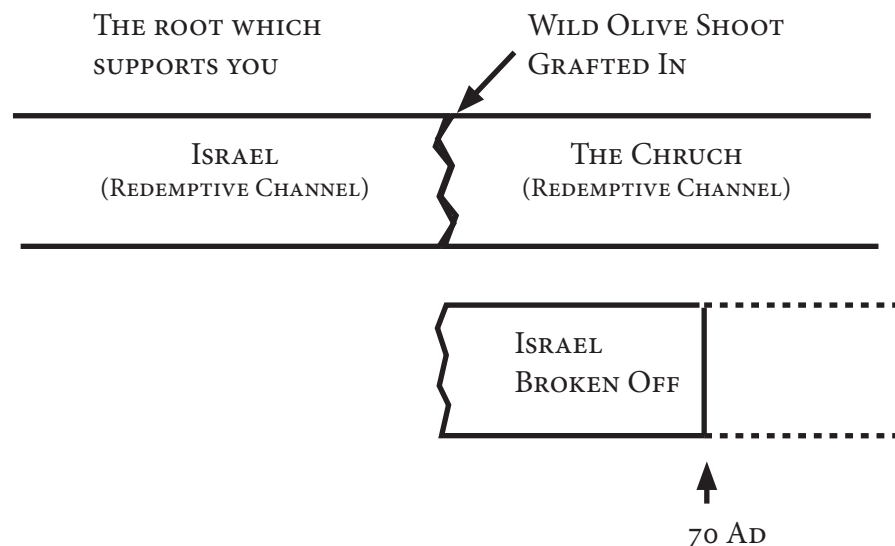 The root which
supports you
Wild Olive Shoot
Grafted In
Israel
(Redemptive Channel)
The Chruch
(Redemptive Channel)
Israel
Broken Off
70 Ad